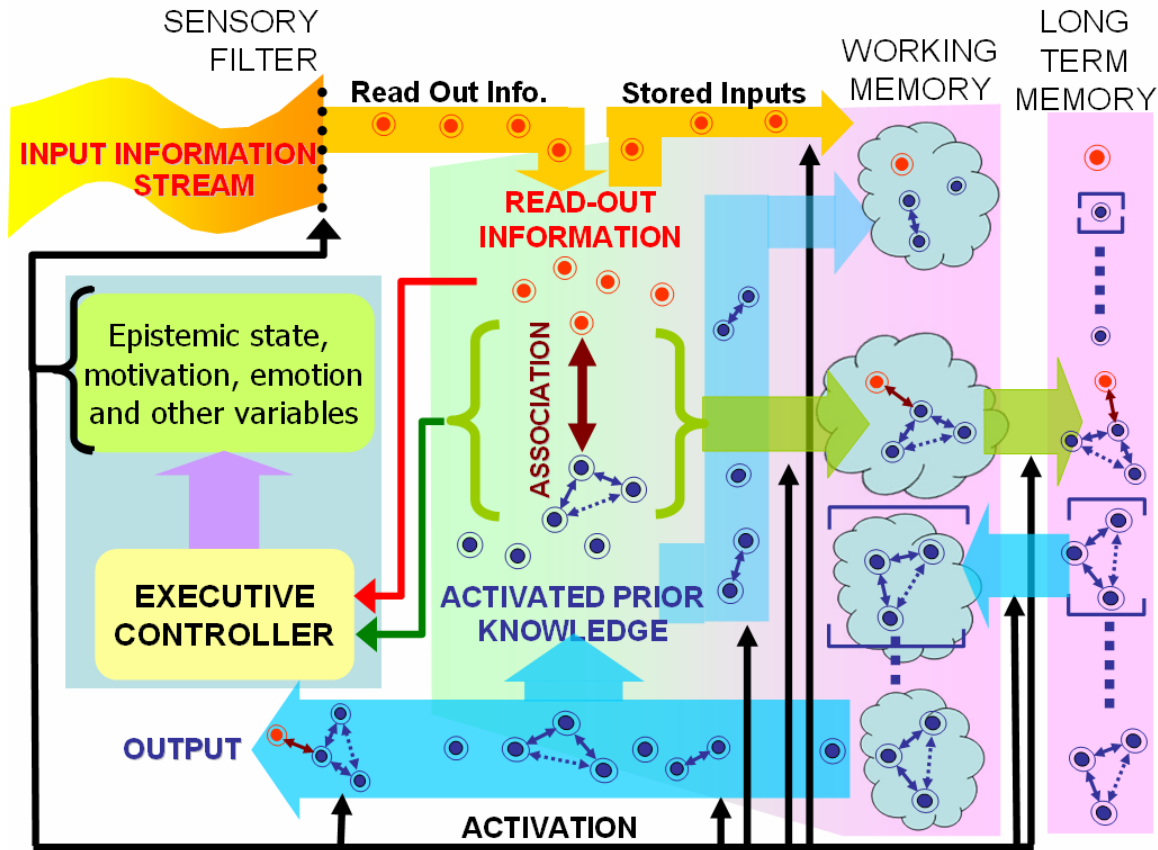 SENSORY
FILTER
LONG
TERM
MEMORY
WORKING
MEMORY
Read Out Info.
Stored Inputs
INPUT INFORMATION
STREAM
READ-OUT
INFORMATION
Epistemic state,
motivation, emotion
and other variables
ASSOCIATION
EXECUTIVE
CONTROLLER
ACTIVATED PRIOR
KNOWLEDGE
OUTPUT
ACTIVATION